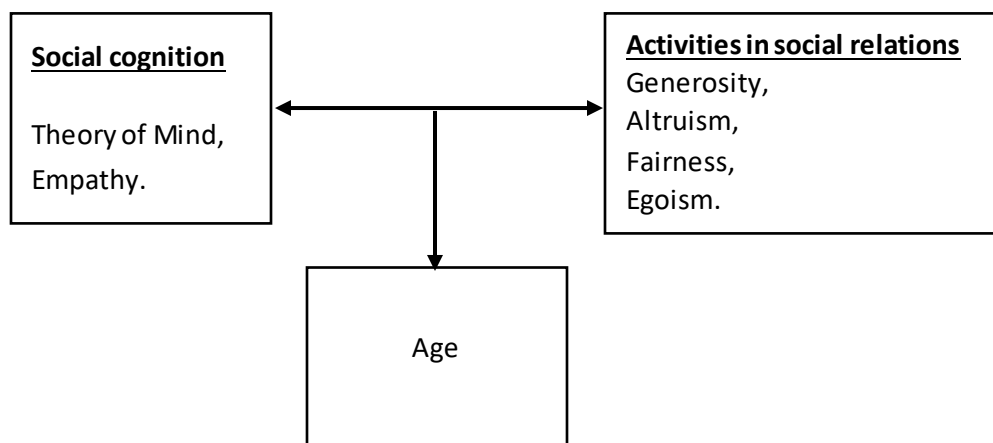 Social cognition
Theory of Mind,
Empathy.
Activities in social relations
Generosity,
Altruism,
Fairness,
Egoism.
Age